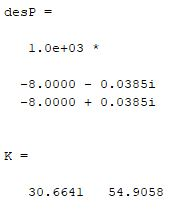 desP =
1.0e+03 *
-8.0000 - 0.0385i
-8.0000 + 0.0385i
K =
30.6641 54.9058